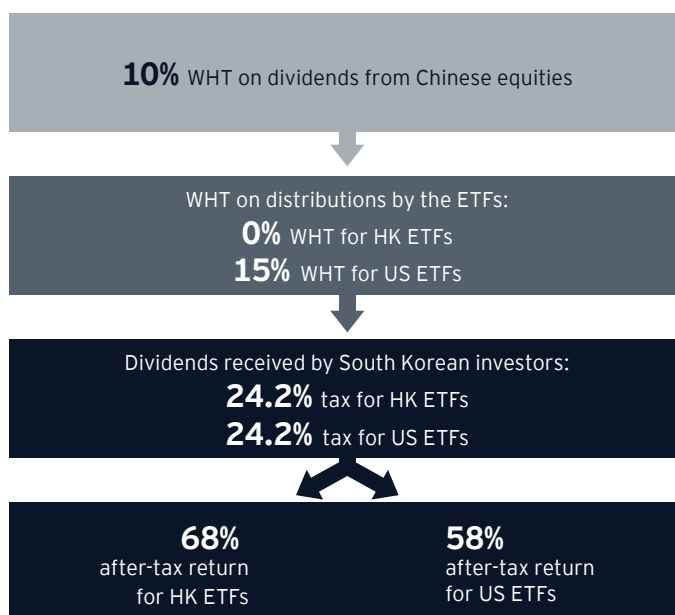 10% WHT on dividends from Chinese equities
WHT on distributions by the ETFs:
0% WHT for HK ETFs
15% WHT for US ETFs
Dividends received by South Korean investors:
24.2% tax for HK ETFs
24.2% tax for US ETFs
68%
after-tax return
for HK ETFs
58%
after-tax return
for US ETFs